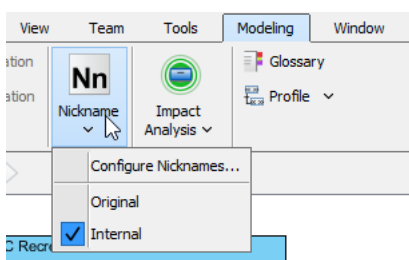 View Team Tools Modeling Window
ation
Nn
Glossary
ation
Nickname
Impact
Analysis
Profile
Configure Nicknames...
Original
Internal
C Recre